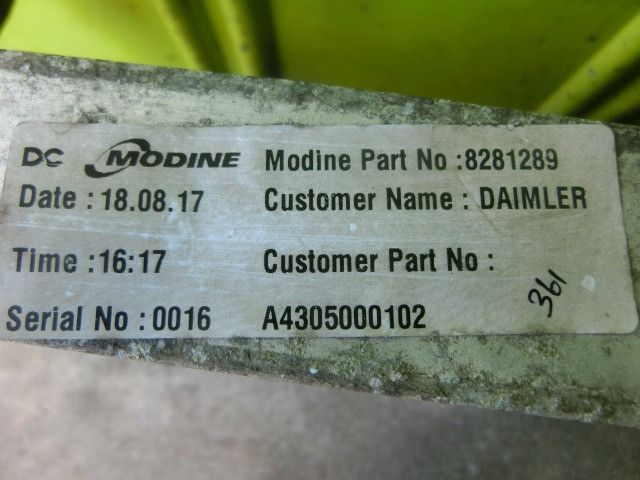 DC MODINE Modine Part No :8281289
Date : 18.08.17 Customer Name : DAIMLER
Time :16:17 Customer Part No :
Serial No : 0016 A4305000102
361